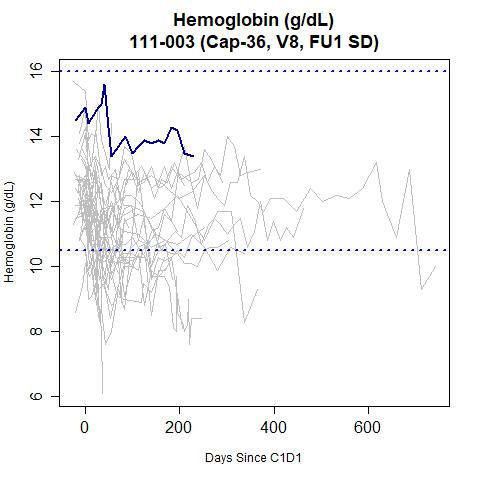 Hemoglobin (g/dL)
111-003 (Cap-36, V8, FU1 SD)
Hemoglobin (g/dL)
16
14
12
10
8
6
0 200 400 600
Days Since C1D1